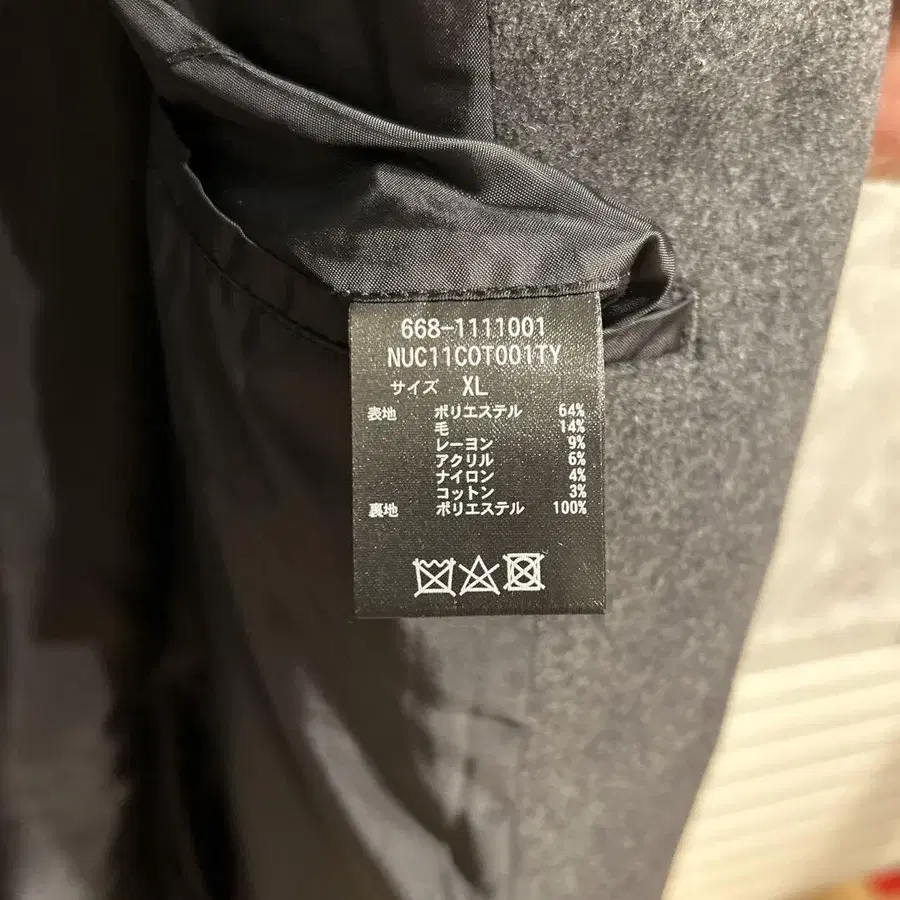 668-1111001
NUC11COT001TY
サイズ XL
表地 ポリエステル 64%
毛 14%
レーヨン 9%
アクリル 6%
ナイロン 4%
コットン 3%
裏地 ポリエステル 100%